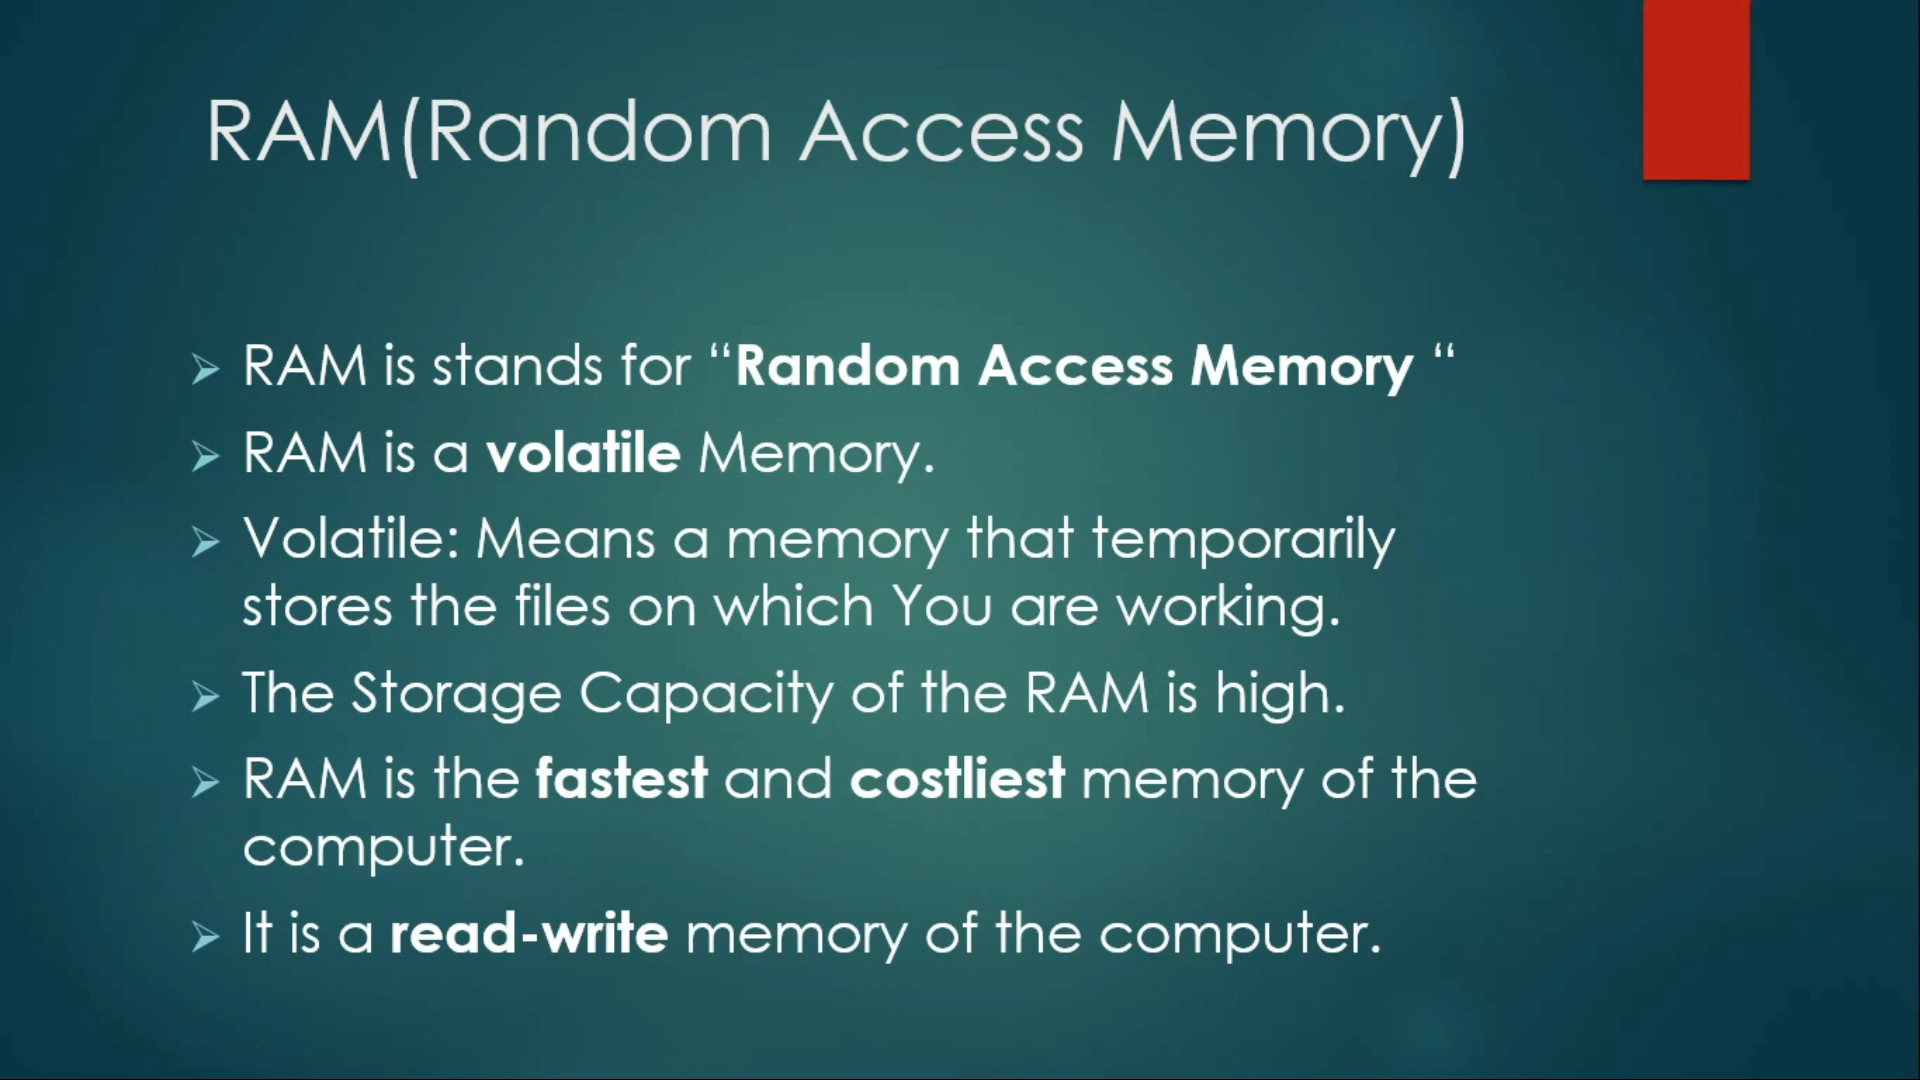 RAM(Random Access Memory)
➢ RAM is stands for “Random Access Memory “
➢ RAM is a volatile Memory.
➢ Volatile: Means a memory that temporarily
stores the files on which You are working.
➢ The Storage Capacity of the RAM is high.
➢ RAM is the fastest and costliest memory of the
computer.
➢ It is a read-write memory of the computer.